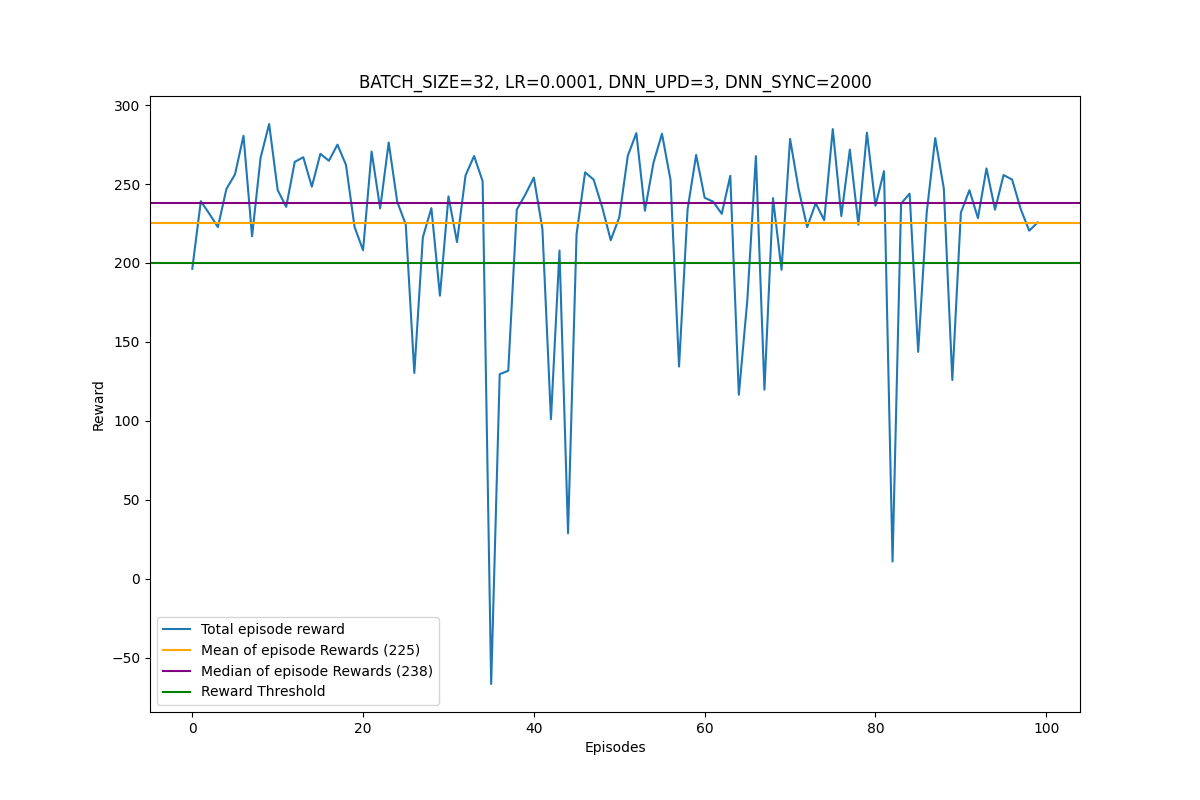 BATCH_SIZE=32, LR=0.0001, DNN_UPD=3, DNN_SYNC=2000
300
250
200
150
100
50
0
−50
Reward
Total episode reward
Mean of episode Rewards (225)
Median of episode Rewards (238)
Reward Threshold
0 20 40 60 80 100
Episodes